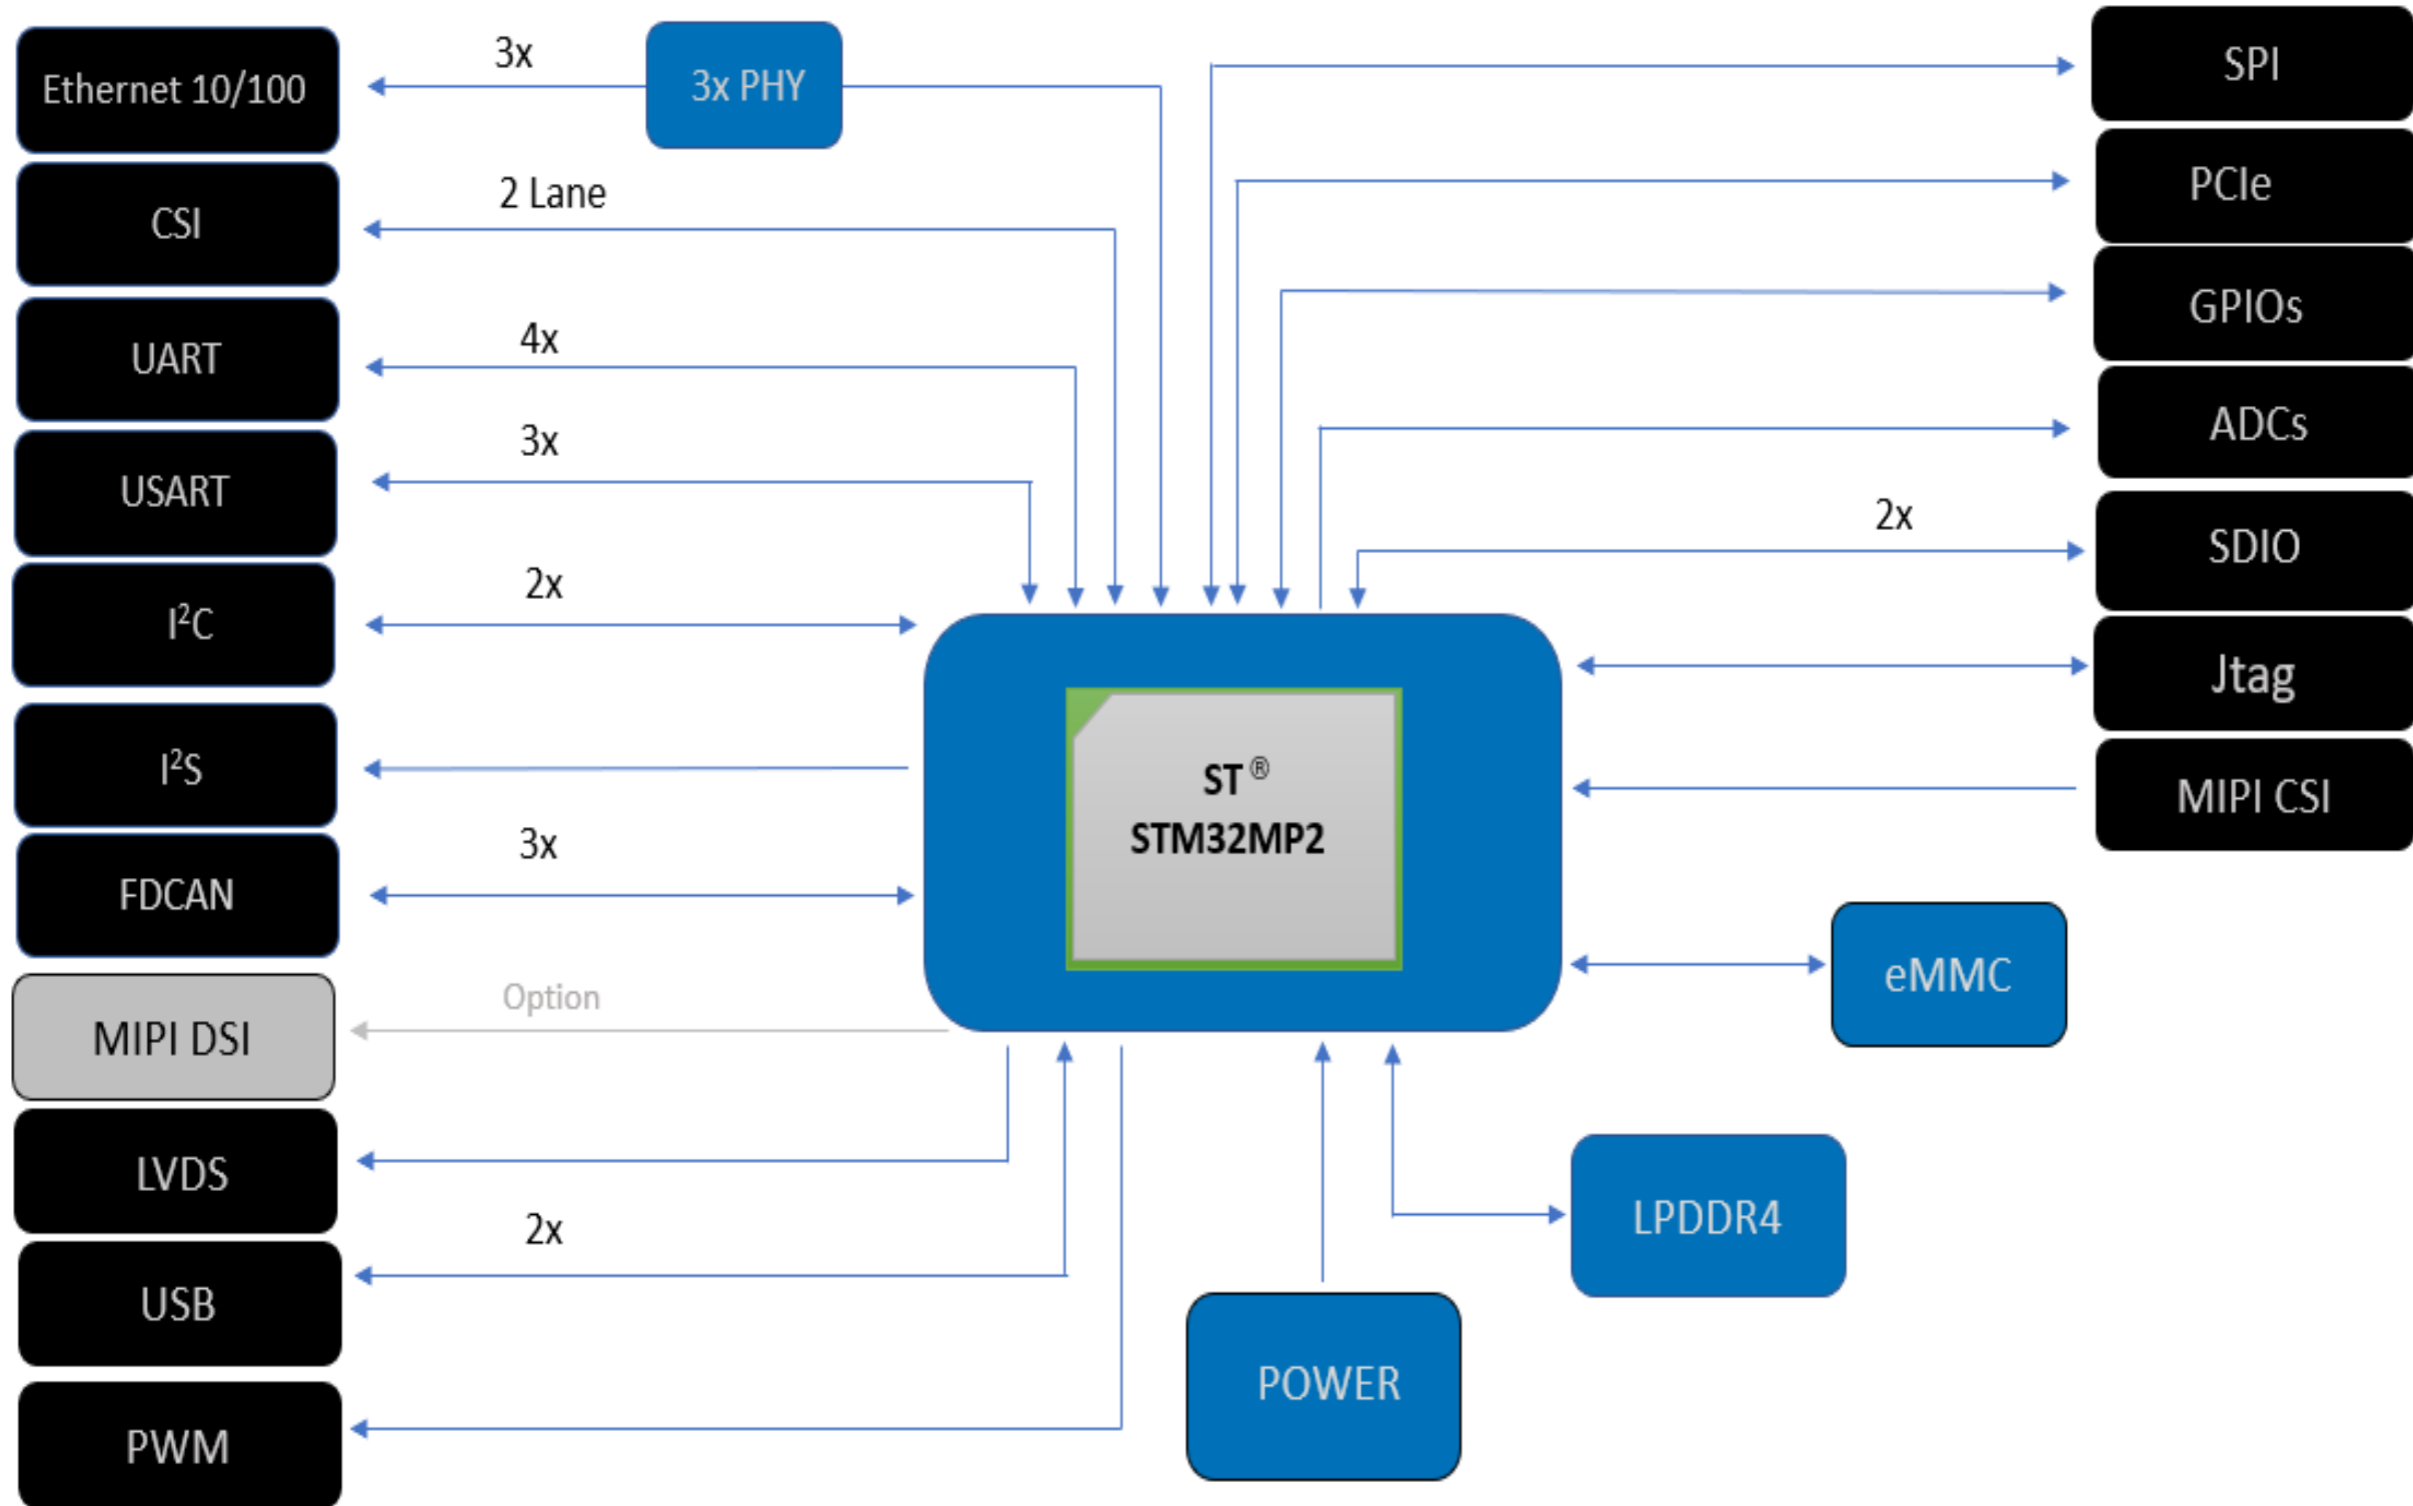 Ethernet 10/100
3x
3x PHY
CSI
2 Lane
UART
4x
USART
3x
I²C
2x
I²S
FDCAN
3x
MIPI DSI
Option
LVDS
USB
2x
PWM
ST ®
STM32MP2
SPI
PCIe
GPIOs
ADCs
2x
SDIO
Jtag
MIPI CSI
eMMC
LPDDR4
POWER